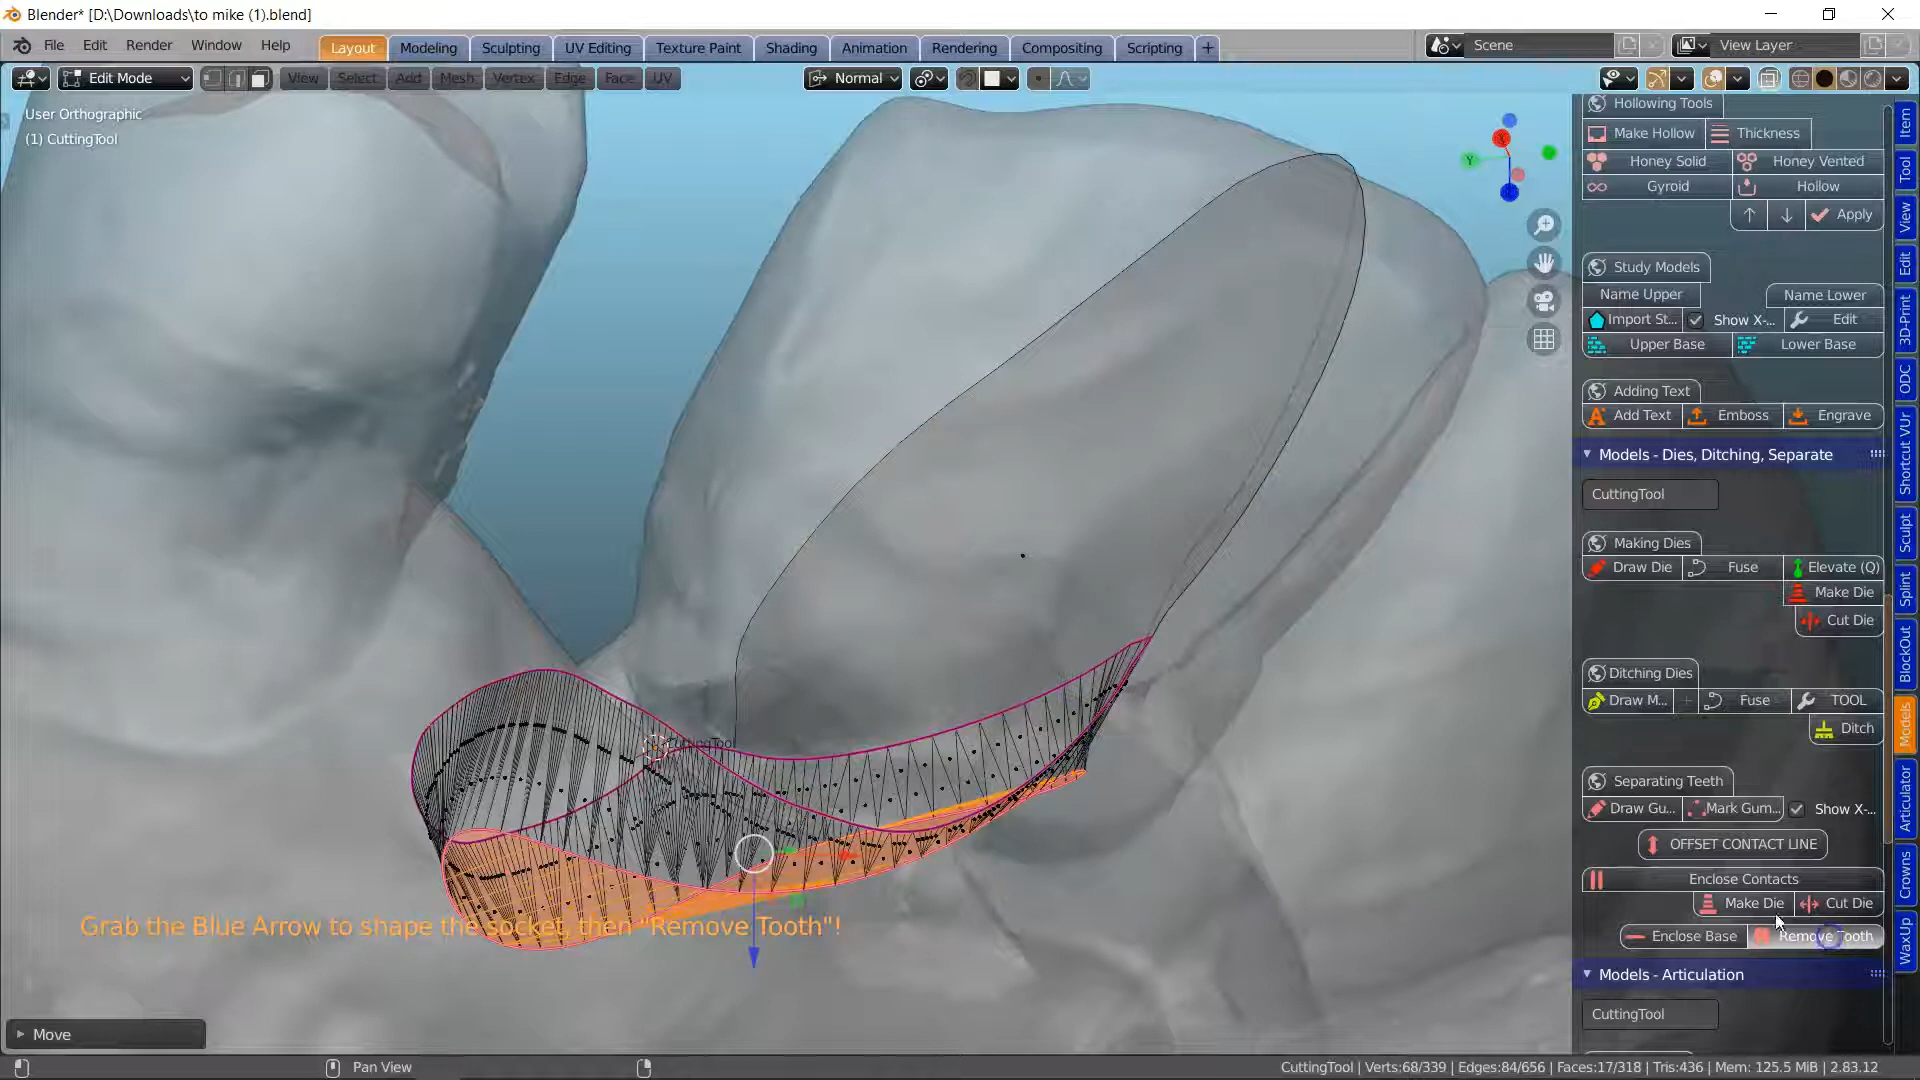 Blender* [D:\Downloads\to mike (1).blend]
File Edit Render Window Help Layout Modeling Sculpting UV Editing Texture Paint Shading Animation Rendering Compositing Scripting + Scene View Layer
Edit Mode View Select Add Mesh Vertex Edge Face UV Normal
User Orthographic
(1) CuttingTool
X
Y
CuttingTool
Grab the Blue Arrow to shape the socket, then "Remove Tooth"!
Move
Hollowing Tools
Make Hollow Thickness
Honey Solid Honey Vented
Gyroid Hollow
Apply
Study Models
Name Upper Name Lower
Import St... Show X-... Edit
Upper Base Lower Base
Adding Text
Add Text Emboss Engrave
Models - Dies, Ditching, Separate
CuttingTool
Making Dies
Draw Die Fuse Elevate (Q)
Make Die
Cut Die
Ditching Dies
Draw M... + Fuse TOOL
Ditch
Separating Teeth
Draw Gu... Mark Gum... Show X-...
OFFSET CONTACT LINE
Enclose Contacts
Make Die Cut Die
Enclose Base Remove Tooth
Models - Articulation
CuttingTool
Item
Tool
View
Edit
3D-Print
ODC
Shortcut VUr
Sculpt
Splint
BlockOut
Models
Articulator
Crowns
WaxUp
Pan View
CuttingTool | Verts:68/339 | Edges:84/656 | Faces:17/318 | Tris:436 | Mem: 125.5 MiB | 2.83.12